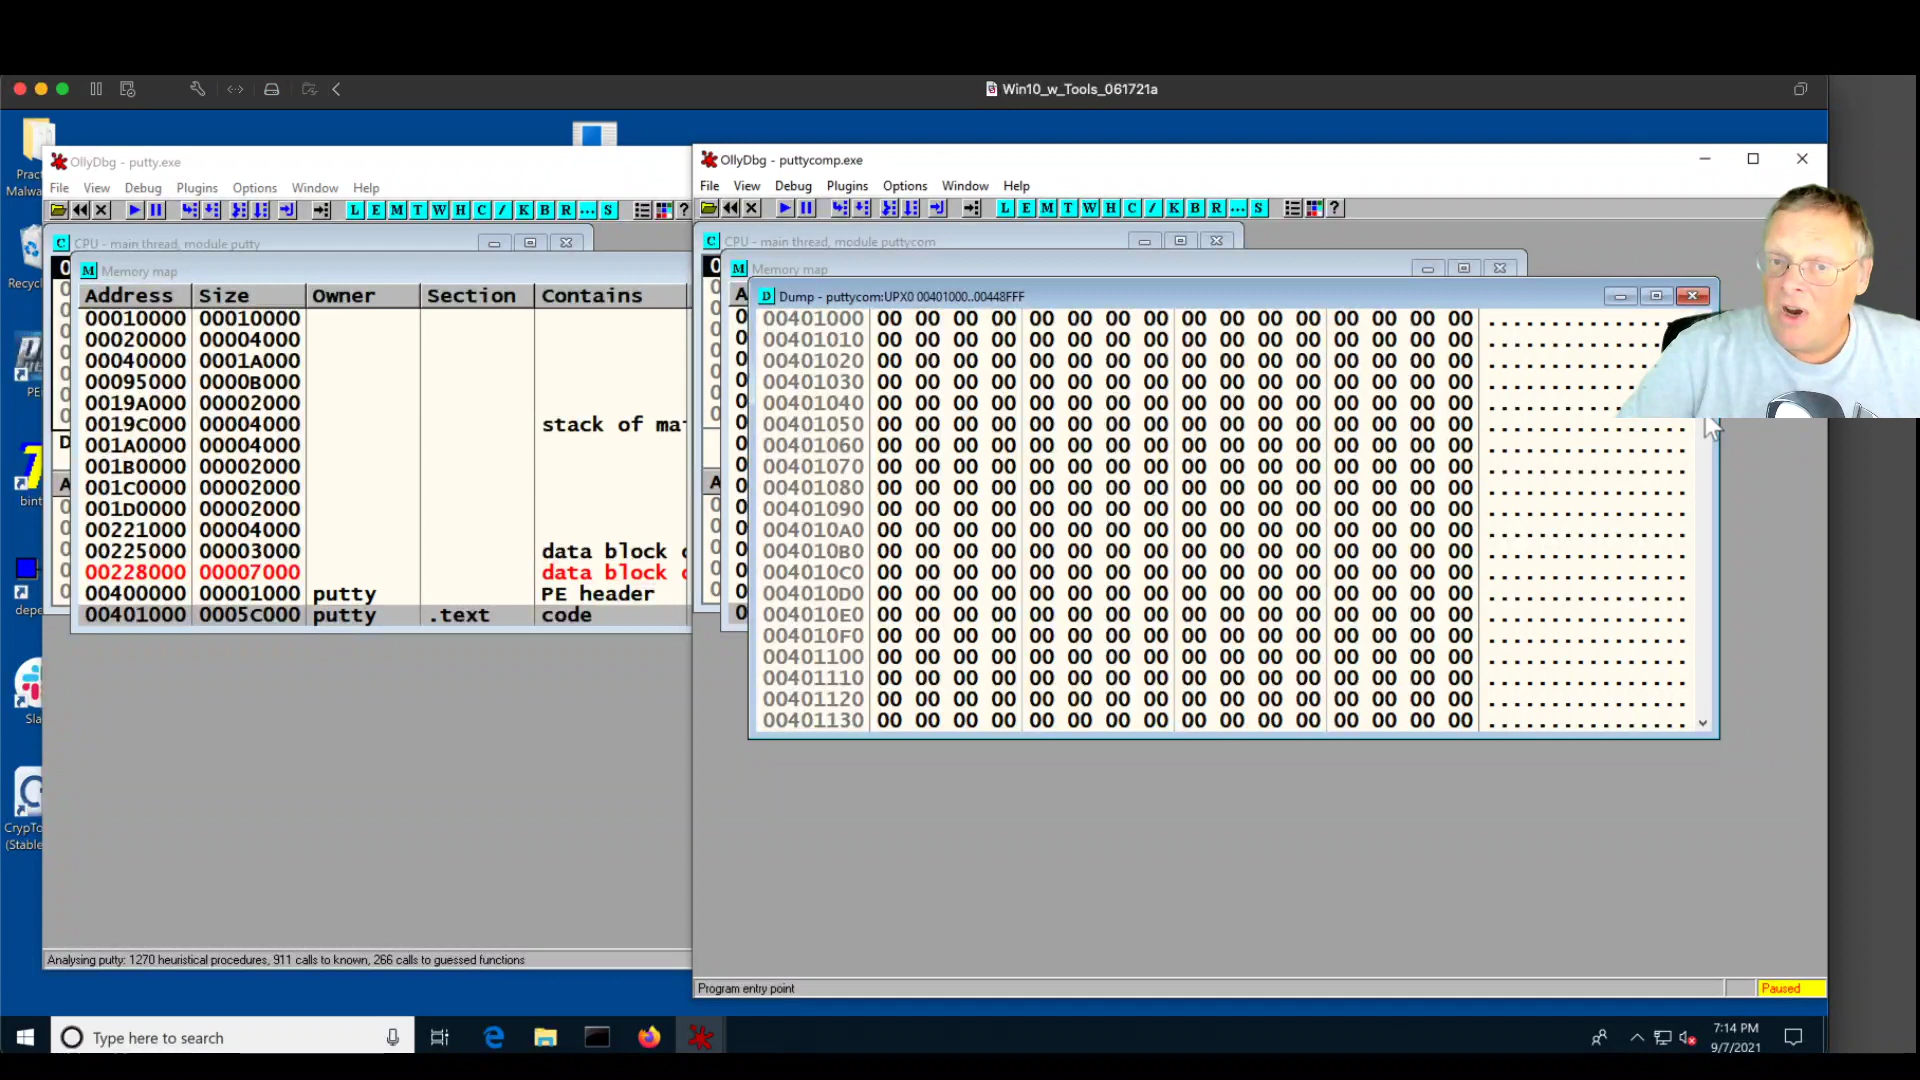 Win10_w_Tools_061721a
Pract
Malwa
Recyc
PE
bint
depe
Sla
CrypTo
(Stable
OllyDbg - putty.exe
File View Debug Plugins Options Window Help
L E M T W H C / K B R ... S ?
C CPU - main thread, module putty
M Memory map
Address Size Owner Section Contains
00010000 00010000
00020000 00004000
00040000 0001A000
00095000 0000B000
0019A000 00002000
0019C000 00004000 stack of ma
001A0000 00004000
001B0000 00002000
001C0000 00002000
001D0000 00002000
00221000 00004000
00225000 00003000 data block
00228000 00007000 data block
00400000 00001000 putty PE header
00401000 0005C000 putty .text code
Analysing putty: 1270 heuristical procedures, 911 calls to known, 266 calls to guessed functions
OllyDbg - puttycomp.exe
File View Debug Plugins Options Window Help
L E M T W H C / K B R ... S ?
C CPU - main thread, module puttycom
M Memory map
D Dump - puttycom:UPX0 00401000..00448FFF
00401000 00 00 00 00 00 00 00 00 00 00 00 00 00 00 00 00 ................
00401010 00 00 00 00 00 00 00 00 00 00 00 00 00 00 00 00 ................
00401020 00 00 00 00 00 00 00 00 00 00 00 00 00 00 00 00 ................
00401030 00 00 00 00 00 00 00 00 00 00 00 00 00 00 00 00 ................
00401040 00 00 00 00 00 00 00 00 00 00 00 00 00 00 00 00 ................
00401050 00 00 00 00 00 00 00 00 00 00 00 00 00 00 00 00 ................
00401060 00 00 00 00 00 00 00 00 00 00 00 00 00 00 00 00 ................
00401070 00 00 00 00 00 00 00 00 00 00 00 00 00 00 00 00 ................
00401080 00 00 00 00 00 00 00 00 00 00 00 00 00 00 00 00 ................
00401090 00 00 00 00 00 00 00 00 00 00 00 00 00 00 00 00 ................
004010A0 00 00 00 00 00 00 00 00 00 00 00 00 00 00 00 00 ................
004010B0 00 00 00 00 00 00 00 00 00 00 00 00 00 00 00 00 ................
004010C0 00 00 00 00 00 00 00 00 00 00 00 00 00 00 00 00 ................
004010D0 00 00 00 00 00 00 00 00 00 00 00 00 00 00 00 00 ................
004010E0 00 00 00 00 00 00 00 00 00 00 00 00 00 00 00 00 ................
004010F0 00 00 00 00 00 00 00 00 00 00 00 00 00 00 00 00 ................
00401100 00 00 00 00 00 00 00 00 00 00 00 00 00 00 00 00 ................
00401110 00 00 00 00 00 00 00 00 00 00 00 00 00 00 00 00 ................
00401120 00 00 00 00 00 00 00 00 00 00 00 00 00 00 00 00 ................
00401130 00 00 00 00 00 00 00 00 00 00 00 00 00 00 00 00 ................
Program entry point
Paused
Type here to search
7:14 PM
9/7/2021